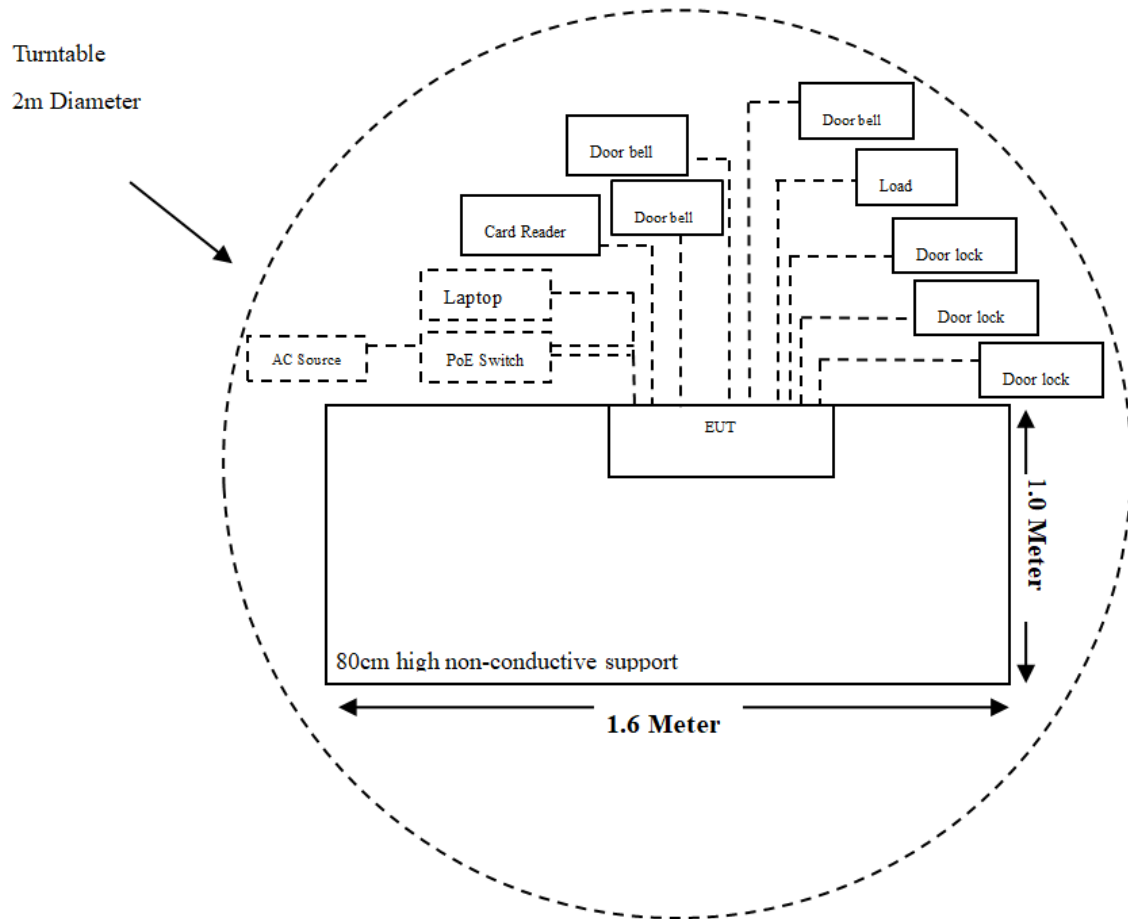 Turntable
2m Diameter
Door bell
Door bell
Load
Door bell
Card Reader
Door lock
Laptop
Door lock
AC Source
PoE Switch
Door lock
EUT
1.0 Meter
80cm high non-conductive support
1.6 Meter